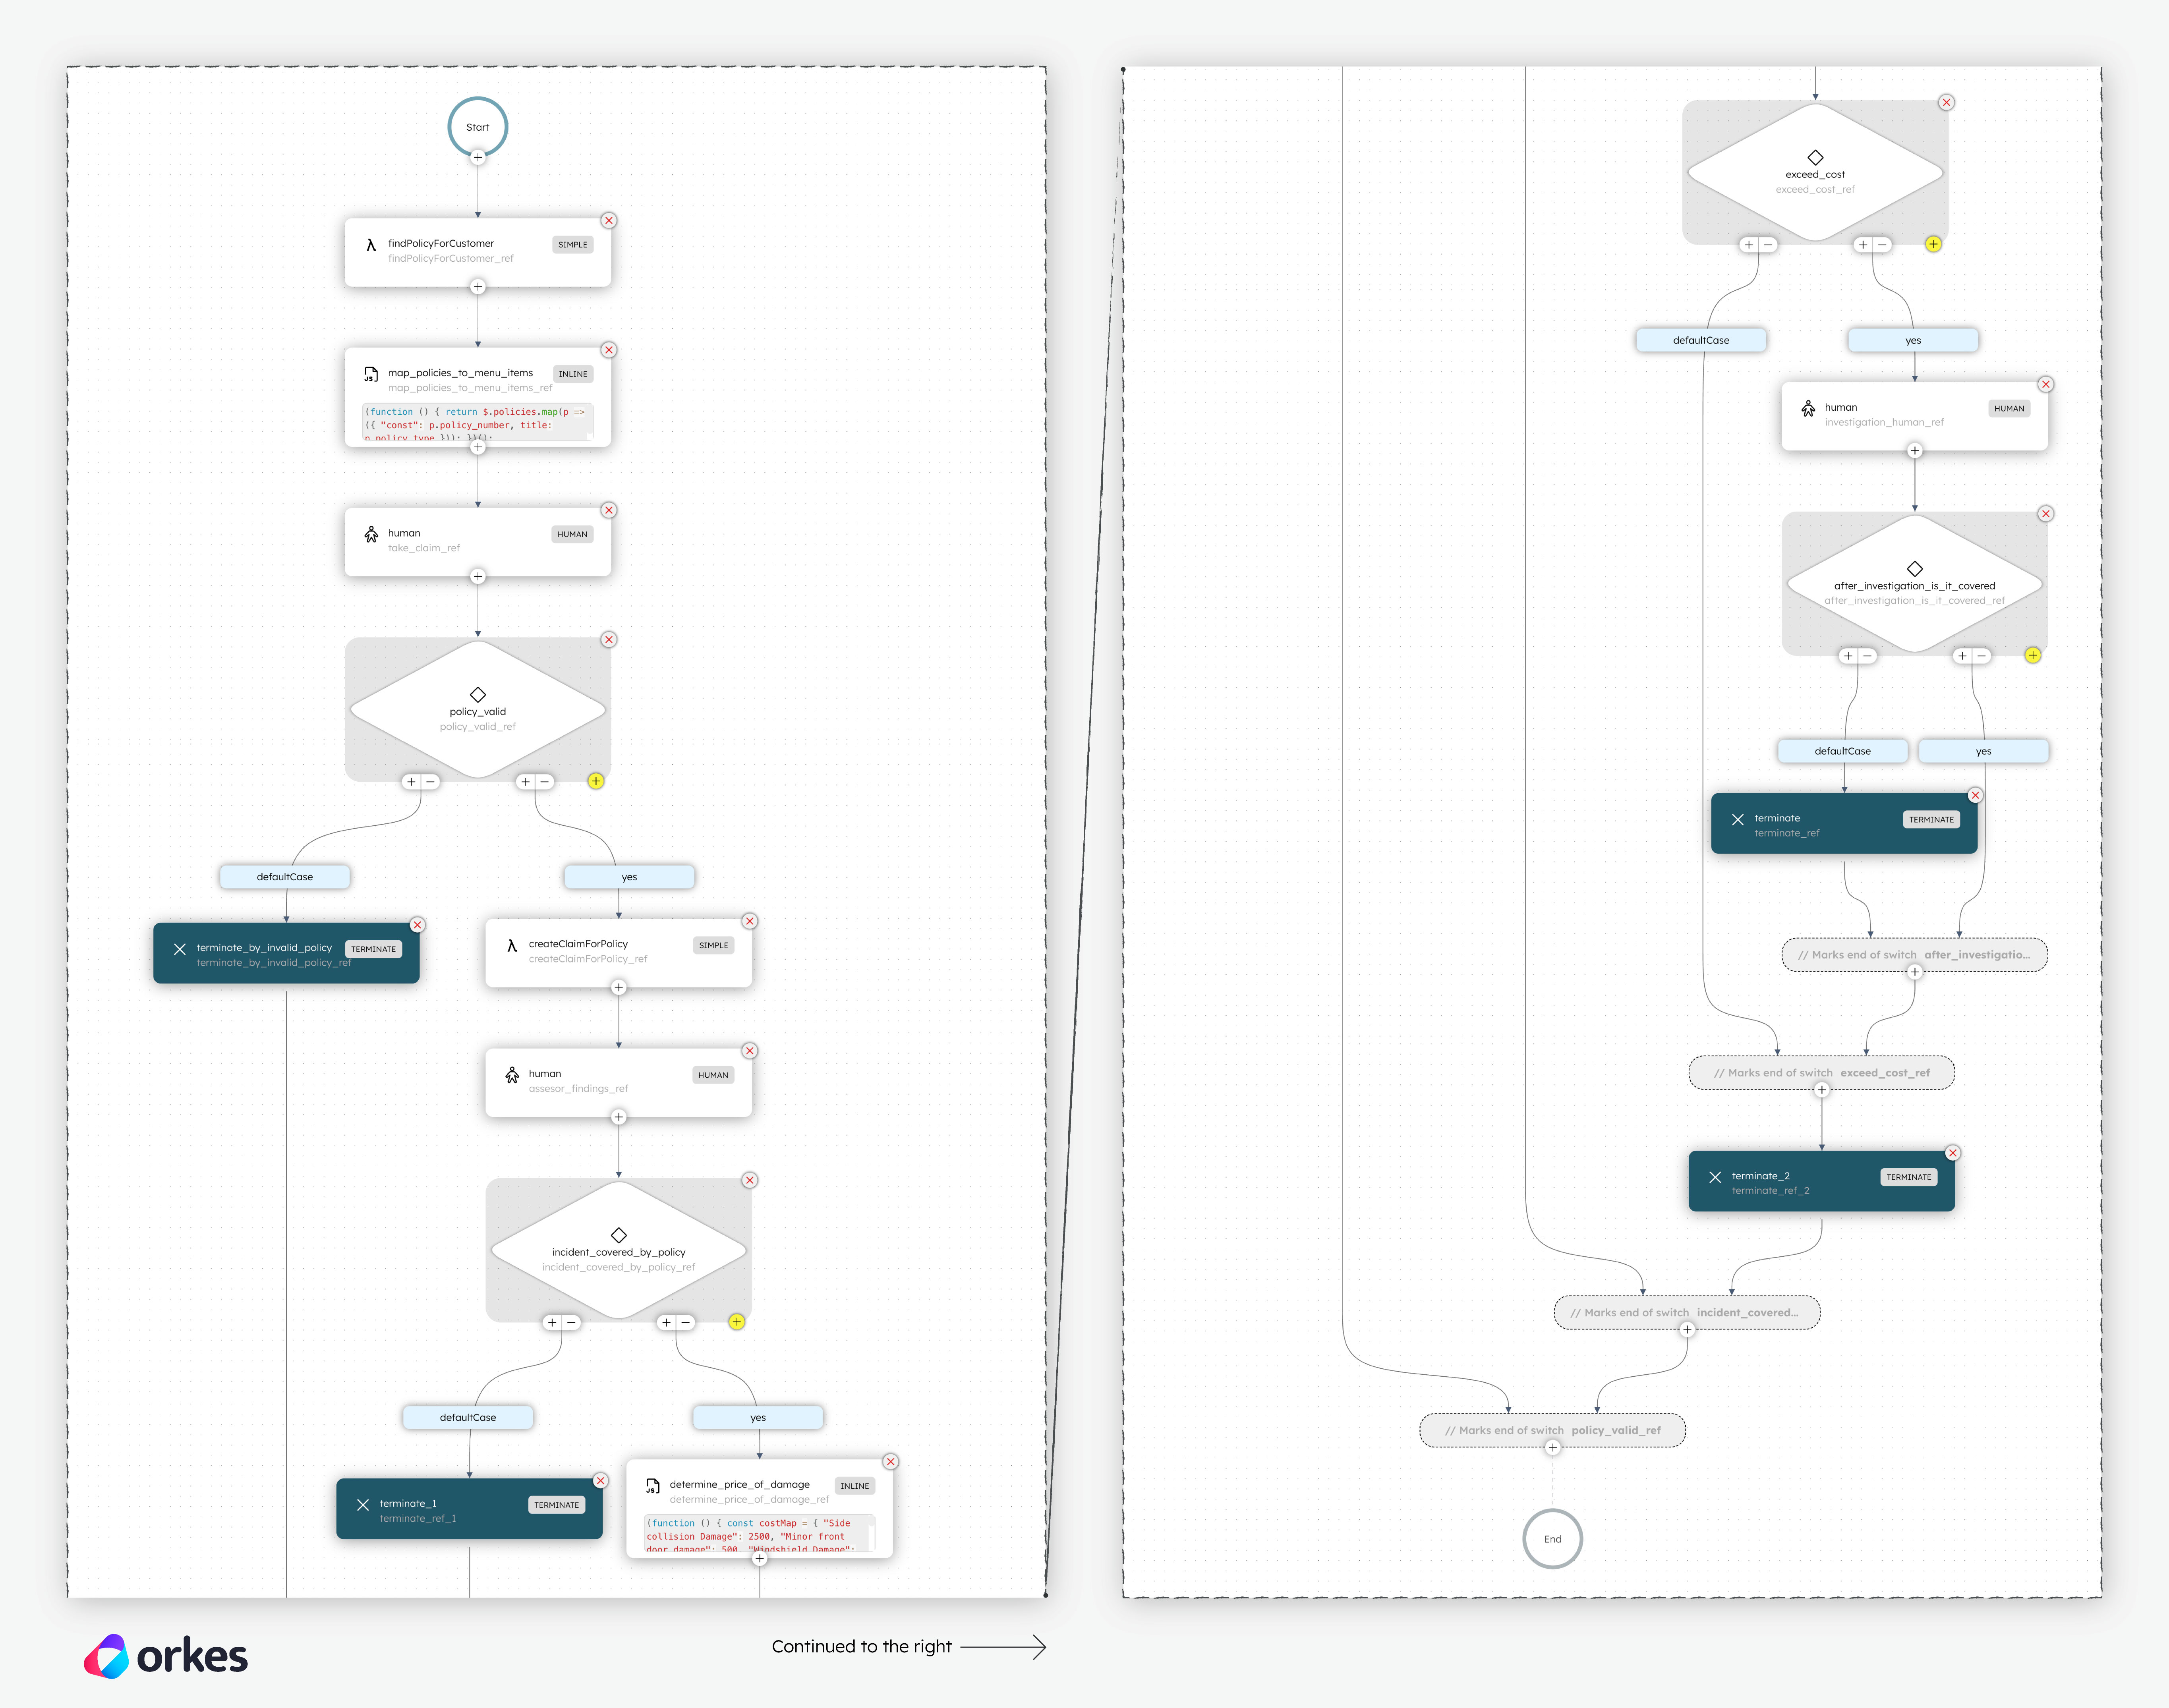 Start
findPolicyForCustomer
SIMPLE
findPolicyForCustomer_ref
map_policies_to_menu_items
INLINE
map_policies_to_menu_items_ref
(function () { return $.policies.map(p =>
({ "const": p.policy_number, title:
p.policy_type })); })();
human
HUMAN
take_claim_ref
policy_valid
policy_valid_ref
defaultCase
yes
terminate_by_invalid_policy
TERMINATE
terminate_by_invalid_policy_ref
createClaimForPolicy
SIMPLE
createClaimForPolicy_ref
human
HUMAN
assesor_findings_ref
incident_covered_by_policy
incident_covered_by_policy_ref
defaultCase
yes
terminate_1
TERMINATE
terminate_ref_1
determine_price_of_damage
INLINE
determine_price_of_damage_ref
(function () { const costMap = { "Side
collision Damage": 2500, "Minor front
door damage": 500, "Windshield Damage":
exceed_cost
exceed_cost_ref
defaultCase
yes
human
HUMAN
investigation_human_ref
after_investigation_is_it_covered
after_investigation_is_it_covered_ref
defaultCase
yes
terminate
TERMINATE
terminate_ref
// Marks end of switch after_investigatio...
// Marks end of switch exceed_cost_ref
terminate_2
TERMINATE
terminate_ref_2
// Marks end of switch incident_covered...
// Marks end of switch policy_valid_ref
End
orkes
Continued to the right